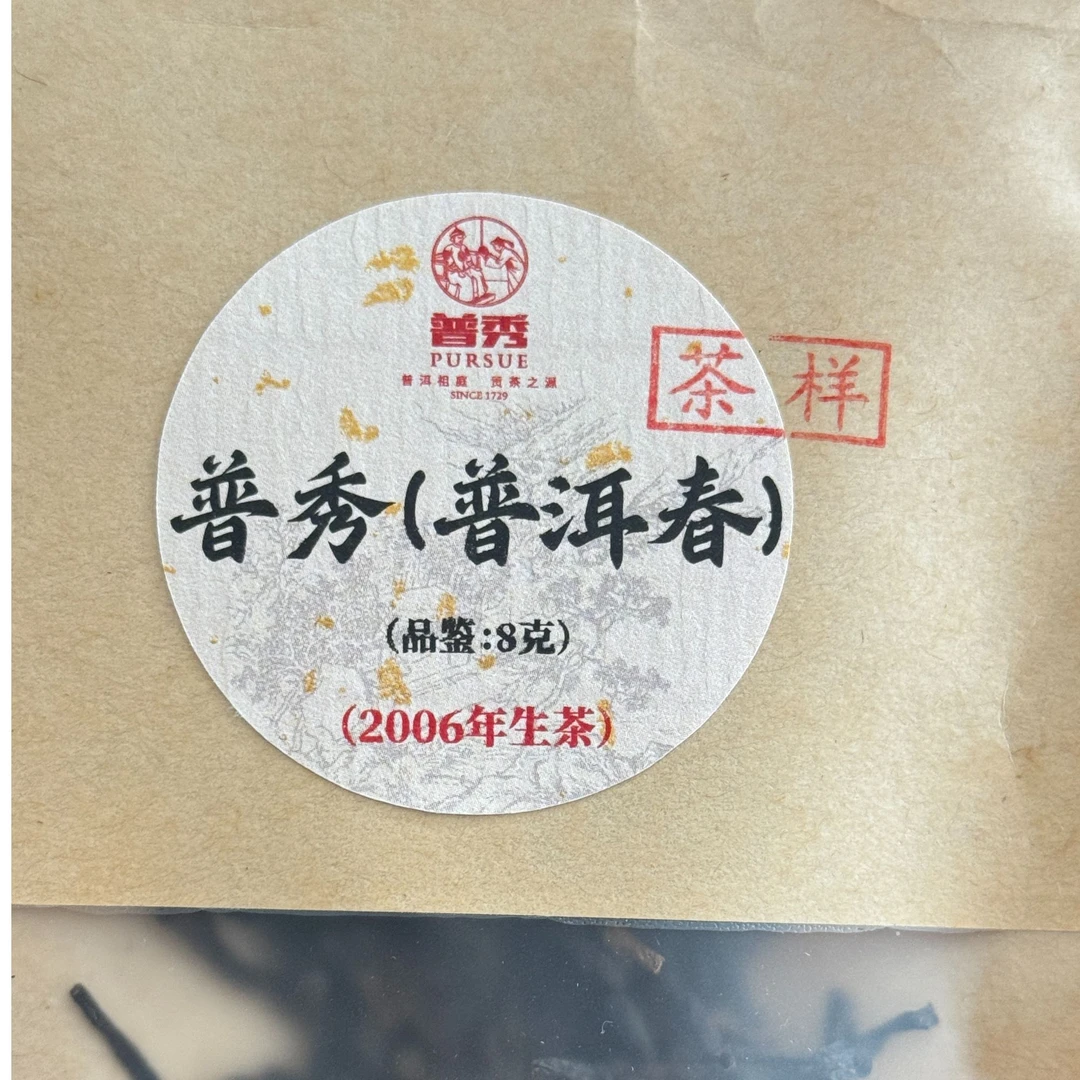 普秀
PURSUE
普洱祖庭 贡茶之源
SINCE 1729
茶样
普秀(普洱春)
(品鉴:8克)
(2006年生茶)